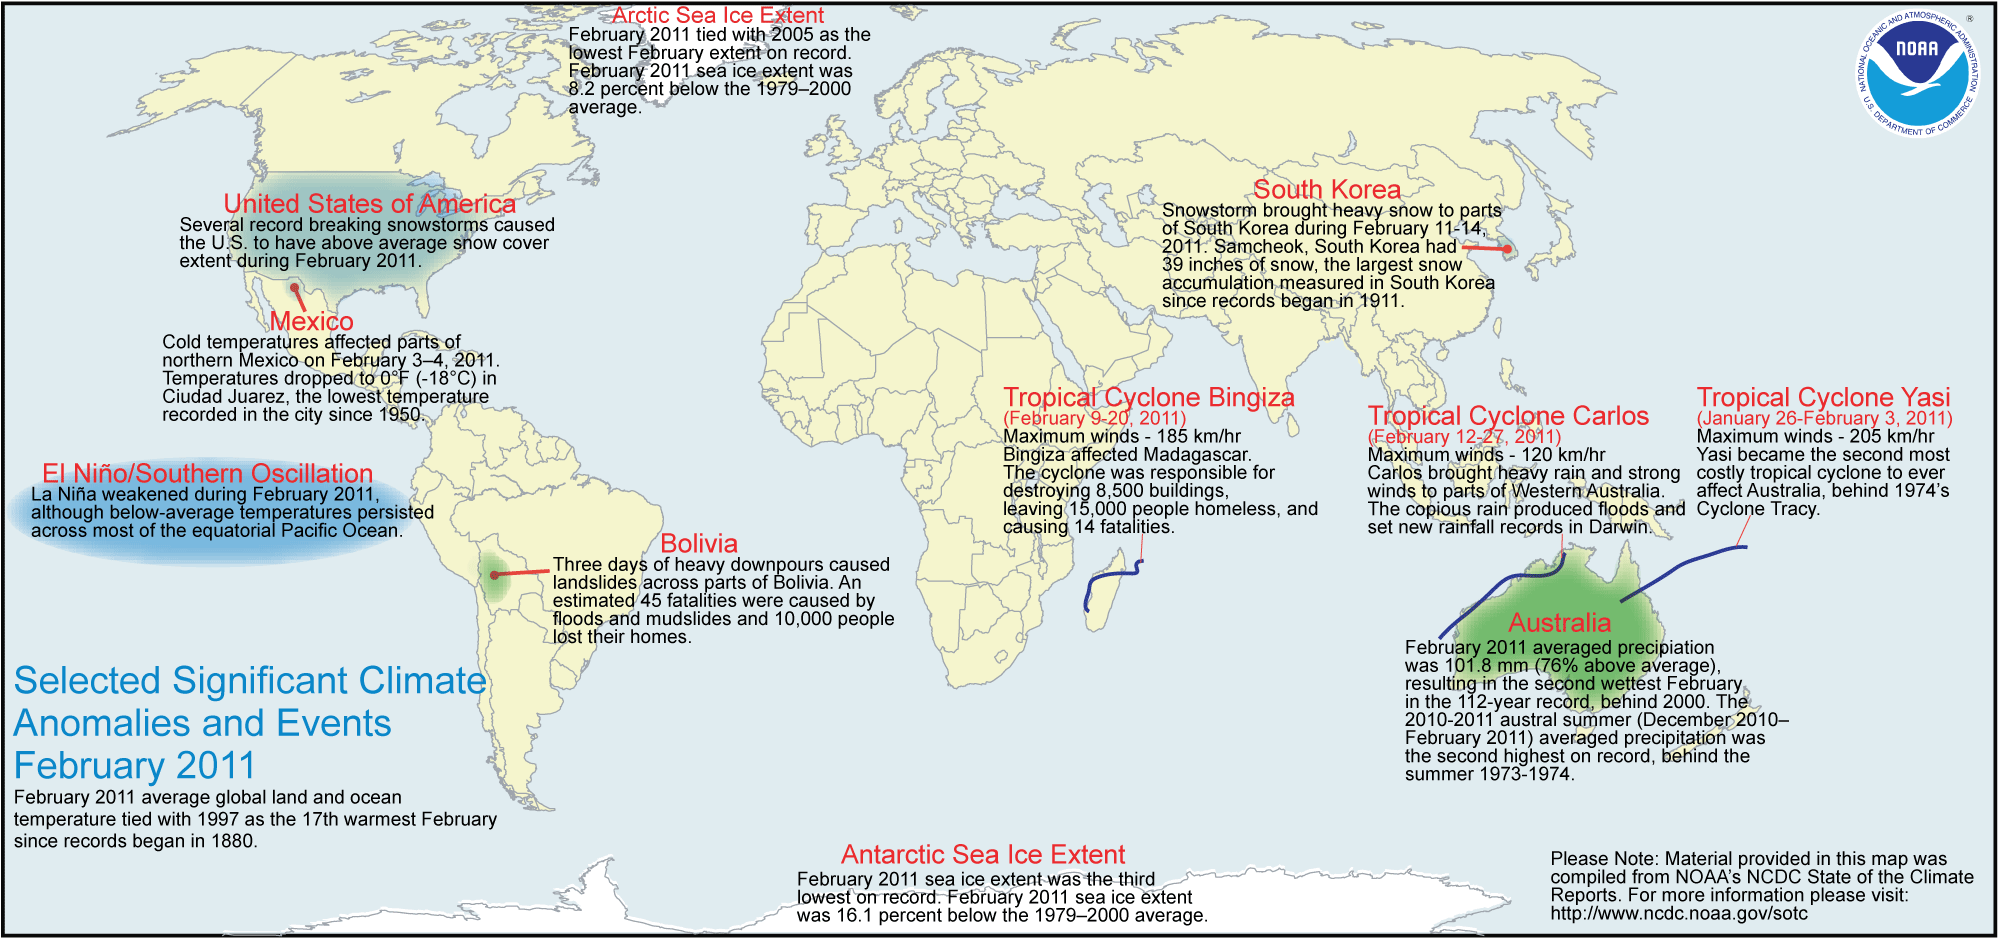 Arctic Sea Ice Extent
February 2011 tied with 2005 as the
lowest February extent on record.
February 2011 sea ice extent was
8.2 percent below the 1979–2000
average.
NATIONAL OCEANIC AND ATMOSPHERIC ADMINISTRATION
U.S. DEPARTMENT OF COMMERCE
NOAA
®
United States of America
Several record breaking snowstorms caused
the U.S. to have above average snow cover
extent during February 2011.
South Korea
Snowstorm brought heavy snow to parts
of South Korea during February 11-14,
2011. Samcheok, South Korea had
39 inches of snow, the largest snow
accumulation measured in South Korea
since records began in 1911.
Mexico
Cold temperatures affected parts of
northern Mexico on February 3–4, 2011.
Temperatures dropped to 0°F (-18°C) in
Ciudad Juarez, the lowest temperature
recorded in the city since 1950.
Tropical Cyclone Bingiza
(February 9-20, 2011)
Maximum winds - 185 km/hr
Bingiza affected Madagascar.
The cyclone was responsible for
destroying 8,500 buildings,
leaving 15,000 people homeless, and
causing 14 fatalities.
Tropical Cyclone Carlos
(February 12-27, 2011)
Maximum winds - 120 km/hr
Carlos brought heavy rain and strong
winds to parts of Western Australia.
The copious rain produced floods and
set new rainfall records in Darwin.
Tropical Cyclone Yasi
(January 26-February 3, 2011)
Maximum winds - 205 km/hr
Yasi became the second most
costly tropical cyclone to ever
affect Australia, behind 1974's
Cyclone Tracy.
El Niño/Southern Oscillation
La Niña weakened during February 2011,
although below-average temperatures persisted
across most of the equatorial Pacific Ocean.
Bolivia
Three days of heavy downpours caused
landslides across parts of Bolivia. An
estimated 45 fatalities were caused by
floods and mudslides and 10,000 people
lost their homes.
Australia
February 2011 averaged precipiation
was 101.8 mm (76% above average),
resulting in the second wettest February
in the 112-year record, behind 2000. The
2010-2011 austral summer (December 2010–
February 2011) averaged precipitation was
the second highest on record, behind the
summer 1973-1974.
Selected Significant Climate
Anomalies and Events
February 2011
February 2011 average global land and ocean
temperature tied with 1997 as the 17th warmest February
since records began in 1880.
Antarctic Sea Ice Extent
February 2011 sea ice extent was the third
lowest on record. February 2011 sea ice extent
was 16.1 percent below the 1979–2000 average.
Please Note: Material provided in this map was
compiled from NOAA's NCDC State of the Climate
Reports. For more information please visit:
http://www.ncdc.noaa.gov/sotc